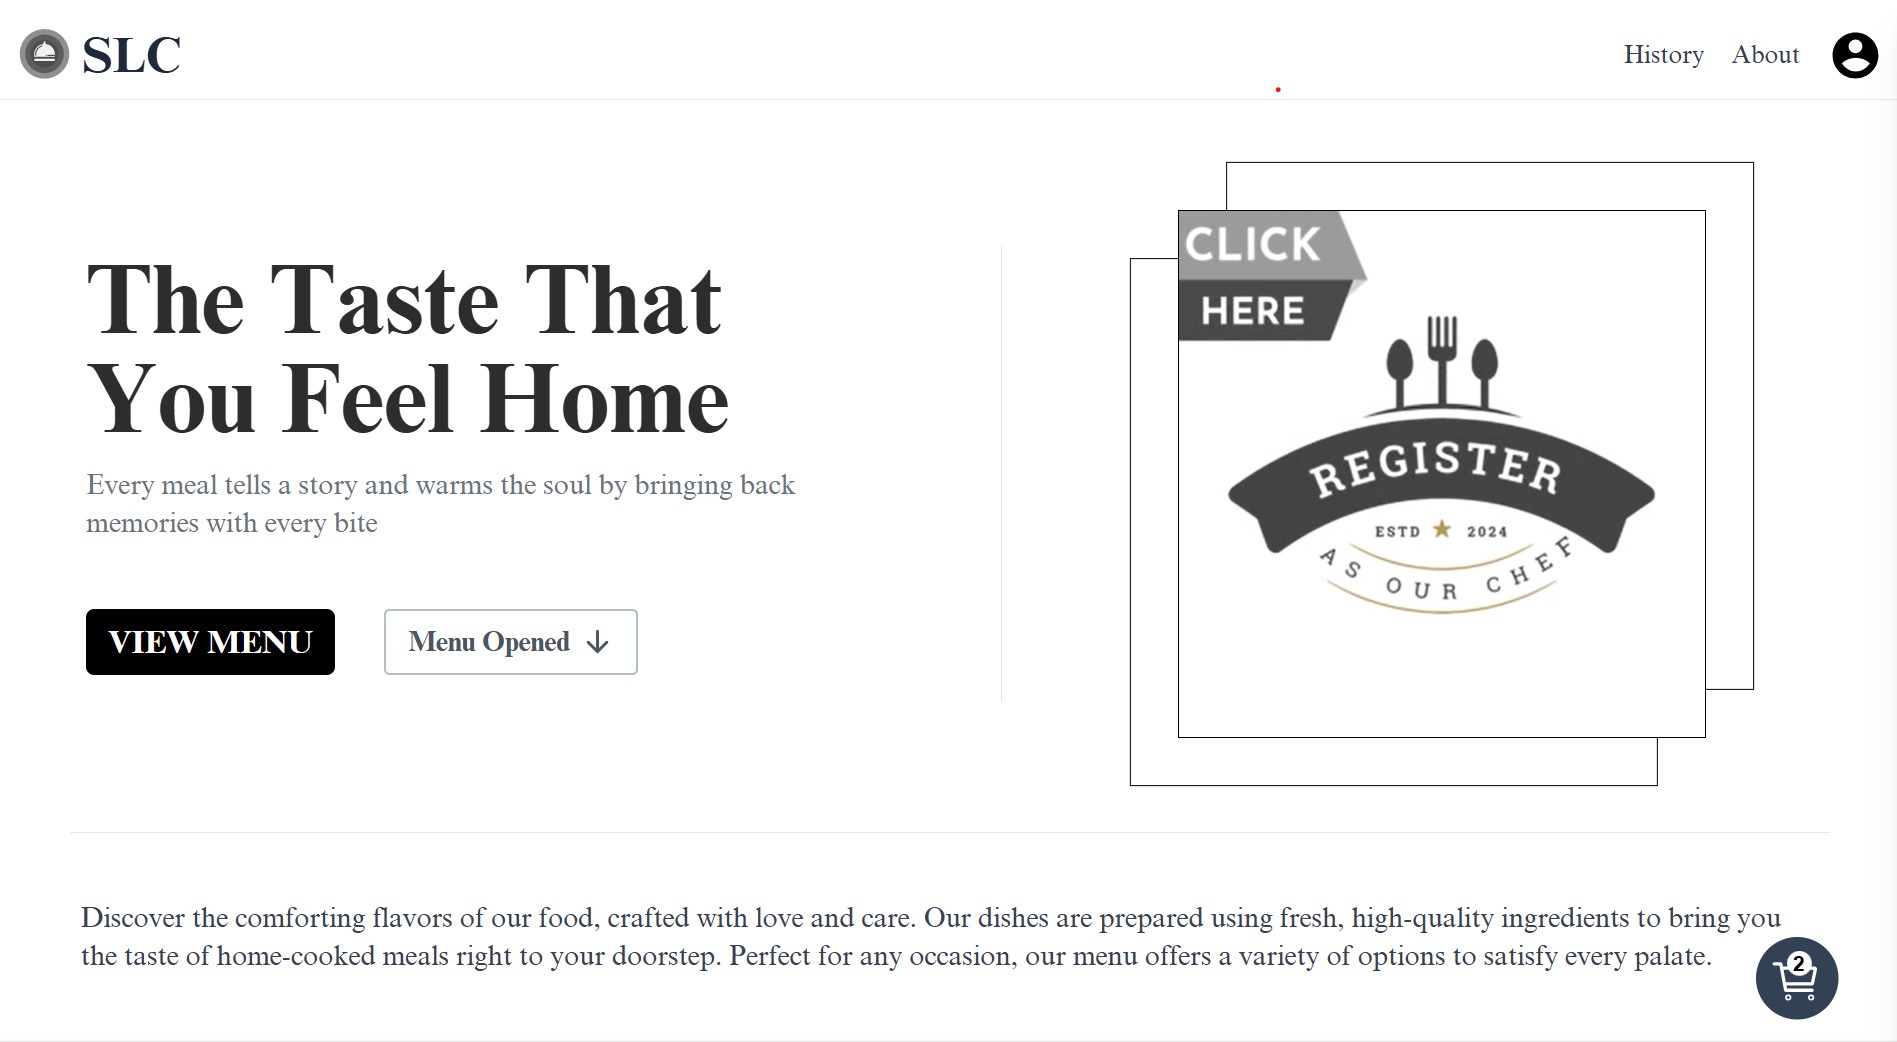 SLC
History
About
The Taste That
You Feel Home
Every meal tells a story and warms the soul by bringing back
memories with every bite
VIEW MENU
Menu Opened
CLICK
HERE
REGISTER
ESTD 2024
AS OUR CHEF
Discover the comforting flavors of our food, crafted with love and care. Our dishes are prepared using fresh, high-quality ingredients to bring you
the taste of home-cooked meals right to your doorstep. Perfect for any occasion, our menu offers a variety of options to satisfy every palate.
2